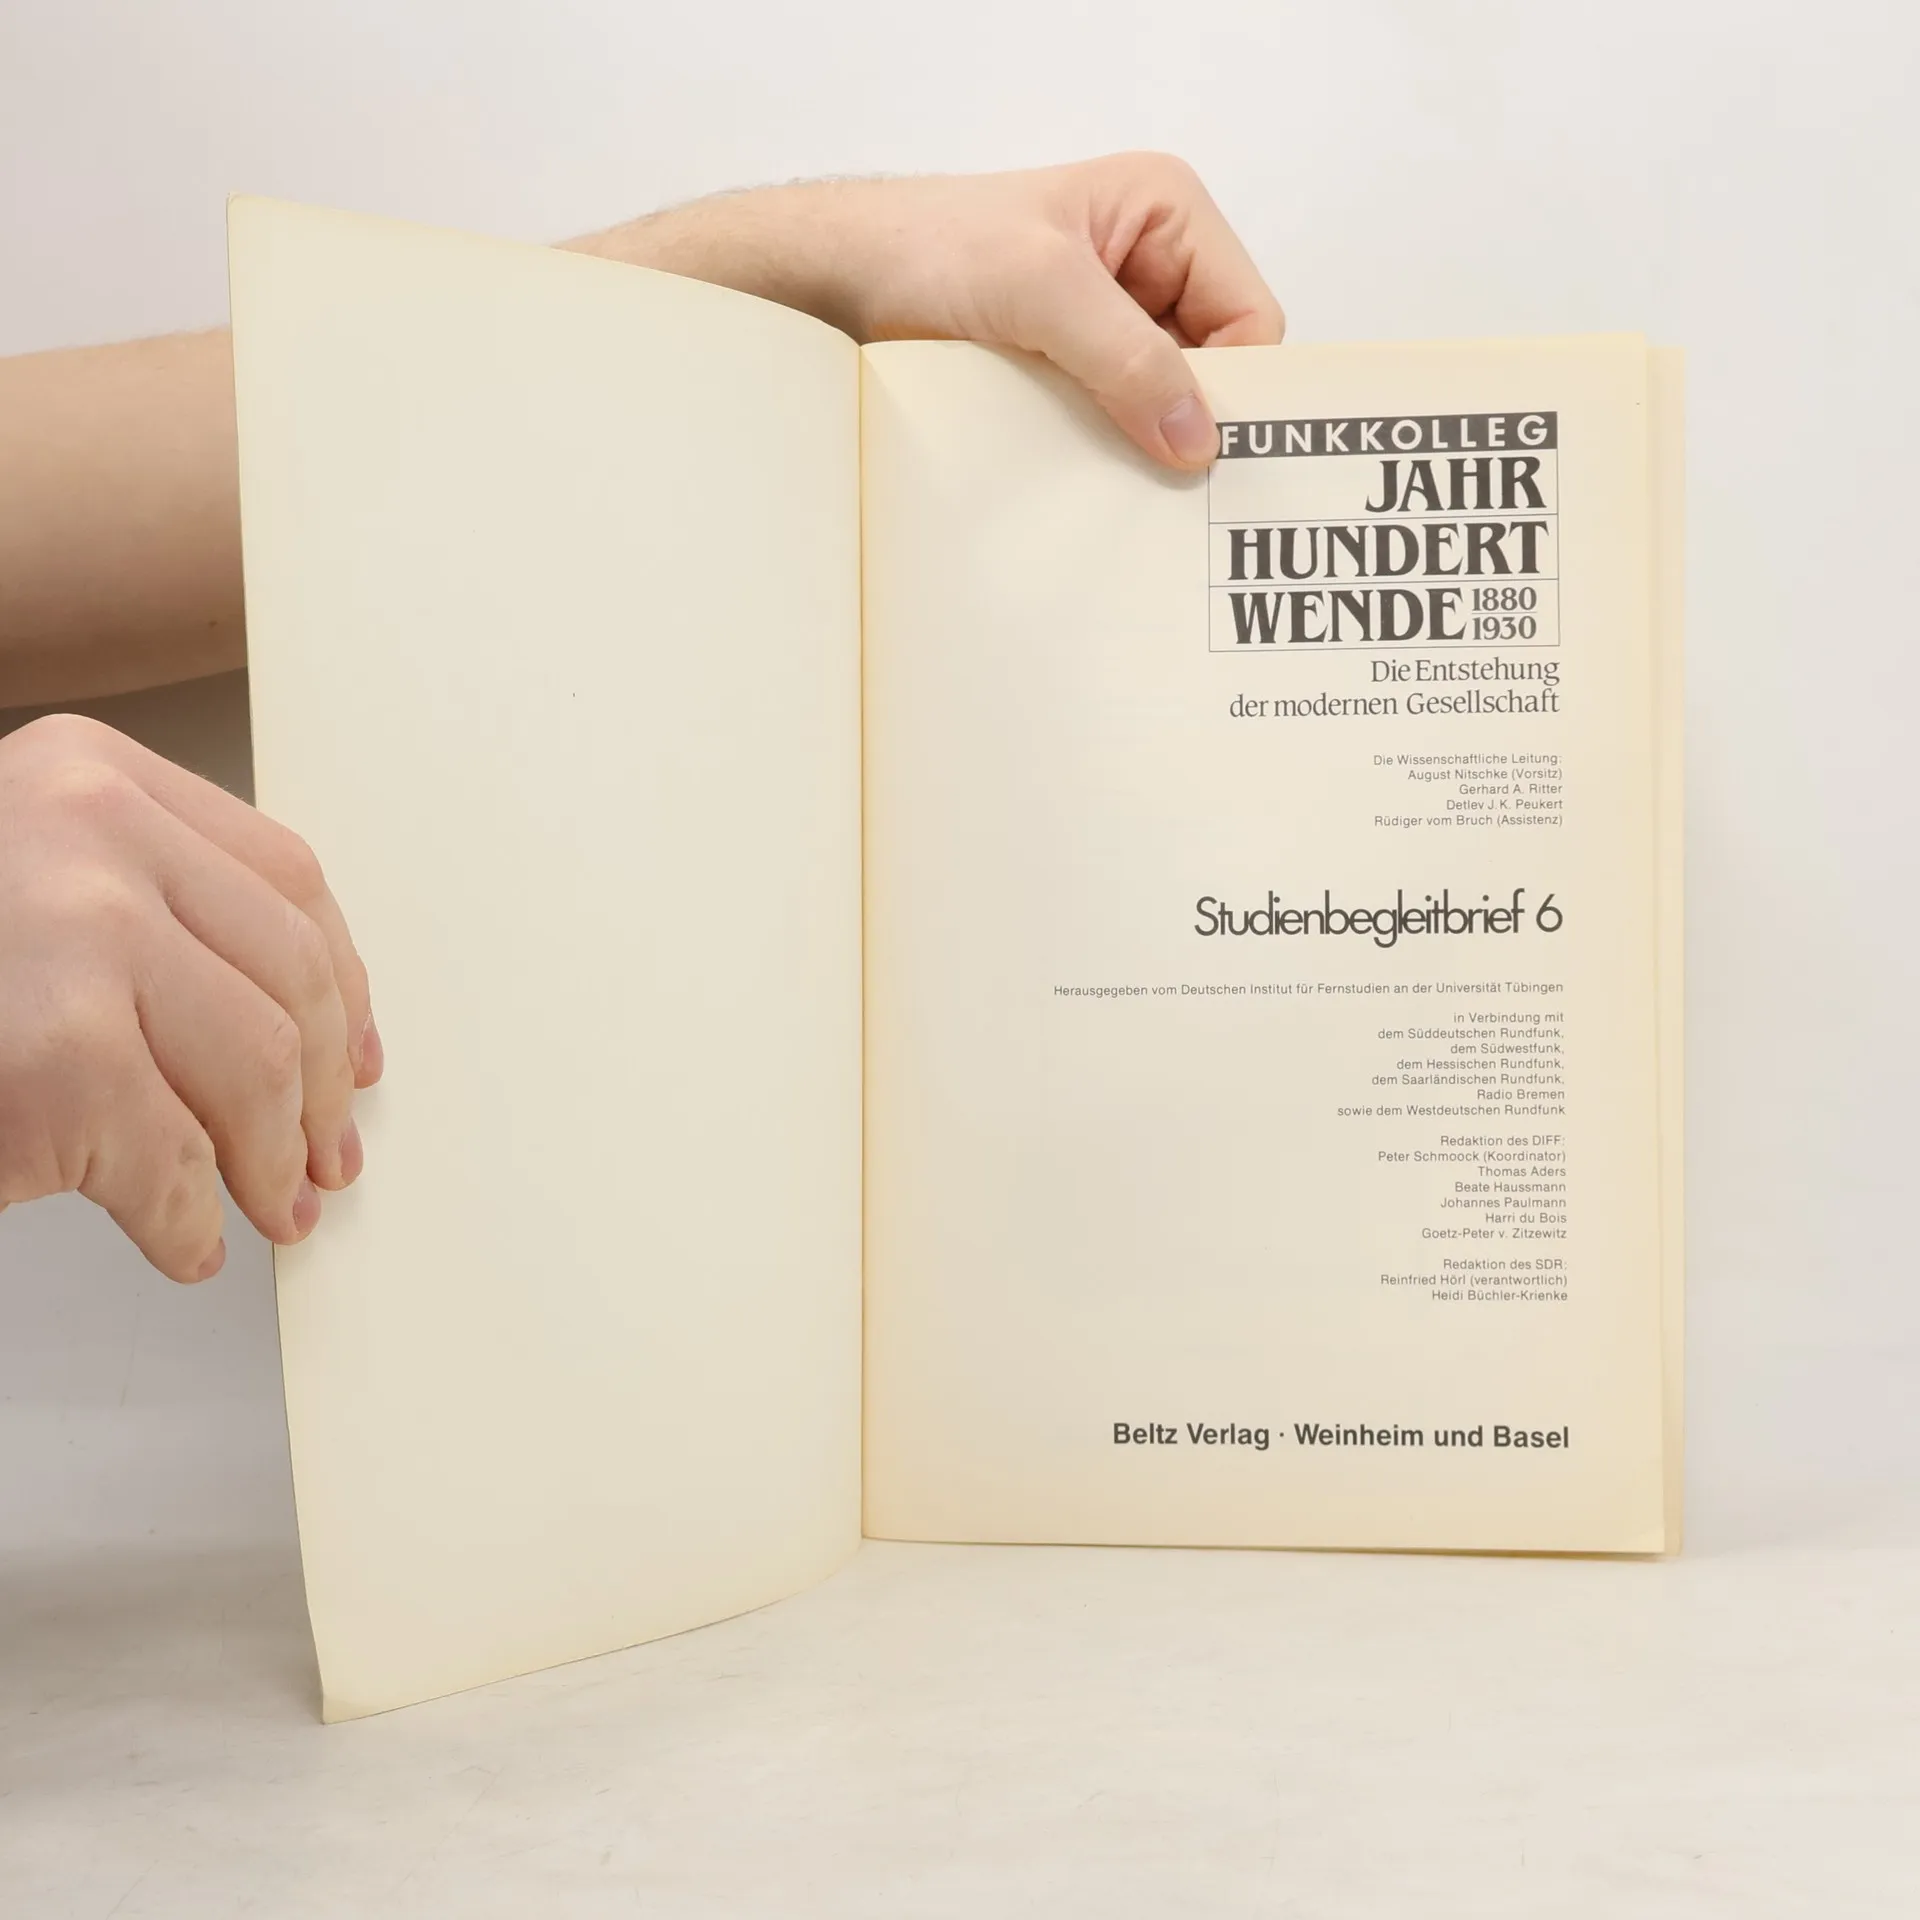 FUNKKOLLEG
JAHR
HUNDERT
WENDE 1880
1930
Die Entstehung
der modernen Gesellschaft
Die Wissenschaftliche Leitung:
August Nitschke (Vorsitz)
Gerhard A. Ritter
Detlev J. K. Peukert
Rüdiger vom Bruch (Assistenz)
Studienbegleitbrief 6
Herausgegeben vom Deutschen Institut für Fernstudien an der Universität Tübingen
in Verbindung mit
dem Süddeutschen Rundfunk,
dem Südwestfunk,
dem Hessischen Rundfunk,
dem Saarländischen Rundfunk,
Radio Bremen
sowie dem Westdeutschen Rundfunk
Redaktion des DIFF:
Peter Schmoock (Koordinator)
Thomas Aders
Beate Haussmann
Johannes Paulmann
Harri du Bois
Goetz-Peter v. Zitzewitz
Redaktion des SDR:
Reinfried Hörl (verantwortlich)
Heidi Büchler-Krienke
Beltz Verlag · Weinheim und Basel